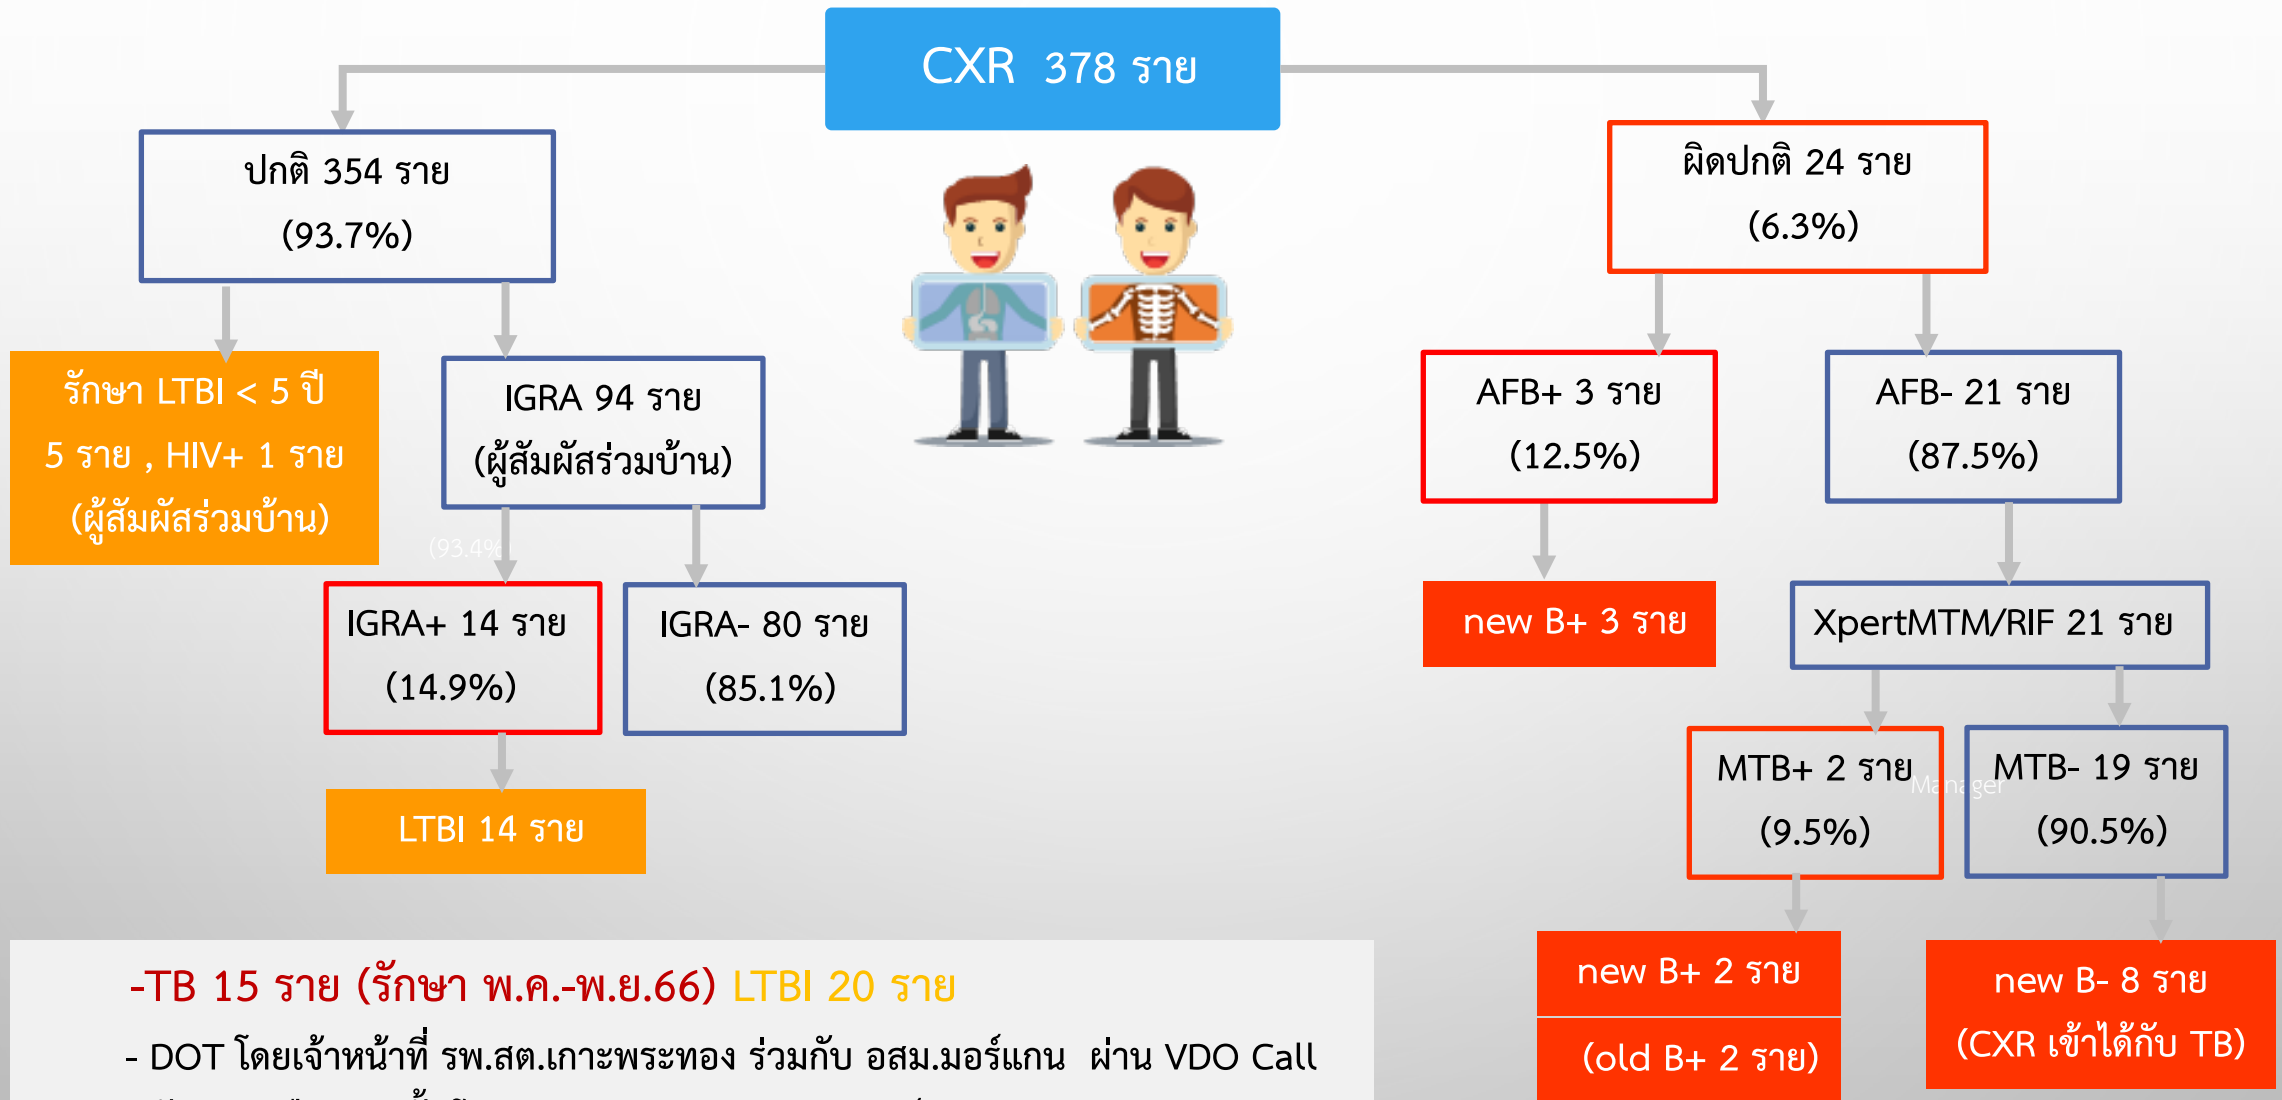 CXR 378 ราย
ปกติ 354 ราย
(93.7%)
ผิดปกติ 24 ราย
(6.3%)
รักษา LTBI < 5 ปี
5 ราย , HIV+ 1 ราย
(ผู้สัมผัสร่วมบ้าน)
IGRA 94 ราย
(ผู้สัมผัสร่วมบ้าน)
AFB+ 3 ราย
(12.5%)
AFB- 21 ราย
(87.5%)
(93.4%)
IGRA+ 14 ราย
(14.9%)
IGRA- 80 ราย
(85.1%)
new B+ 3 ราย
XpertMTM/RIF 21 ราย
LTBI 14 ราย
MTB+ 2 ราย
(9.5%)
Manager
MTB- 19 ราย
(90.5%)
new B+ 2 ราย
(old B+ 2 ราย)
new B- 8 ราย
(CXR เข้าได้กับ TB)
-TB 15 ราย (รักษา พ.ค.-พ.ย.66) LTBI 20 ราย
- DOT โดยเจ้าหน้าที่ รพ.สต.เกาะพระทอง ร่วมกับ อสม.มอร์แกน ผ่าน VDO Call